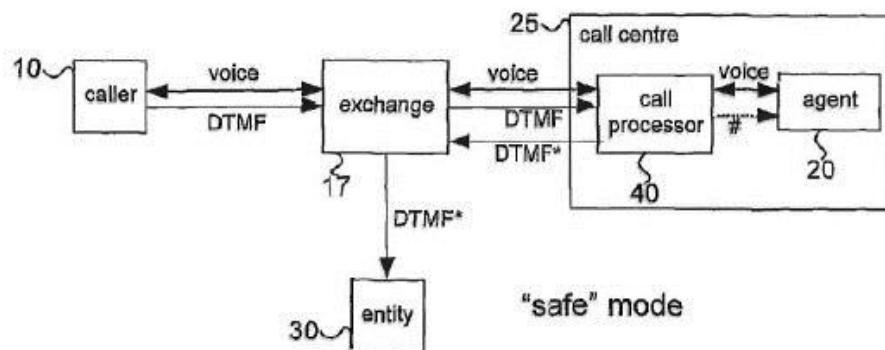 25
call centre
10
caller
voice
DTMF
exchange
17
voice
DTMF
DTMF*
call
processor
40
voice
#
agent
20
DTMF*
entity
30
"safe" mode